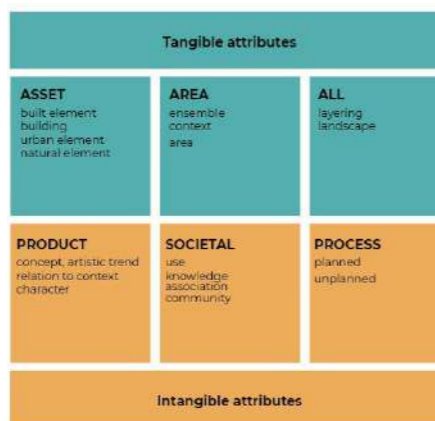 Tangible attributes
ASSET
built element
building
urban element
natural element
AREA
ensemble
context
area
ALL
layering
landscape
PRODUCT
concept, artistic trend
relation to context
character
SOCIETAL
use
knowledge
association
community
PROCESS
planned
unplanned
Intangible attributes